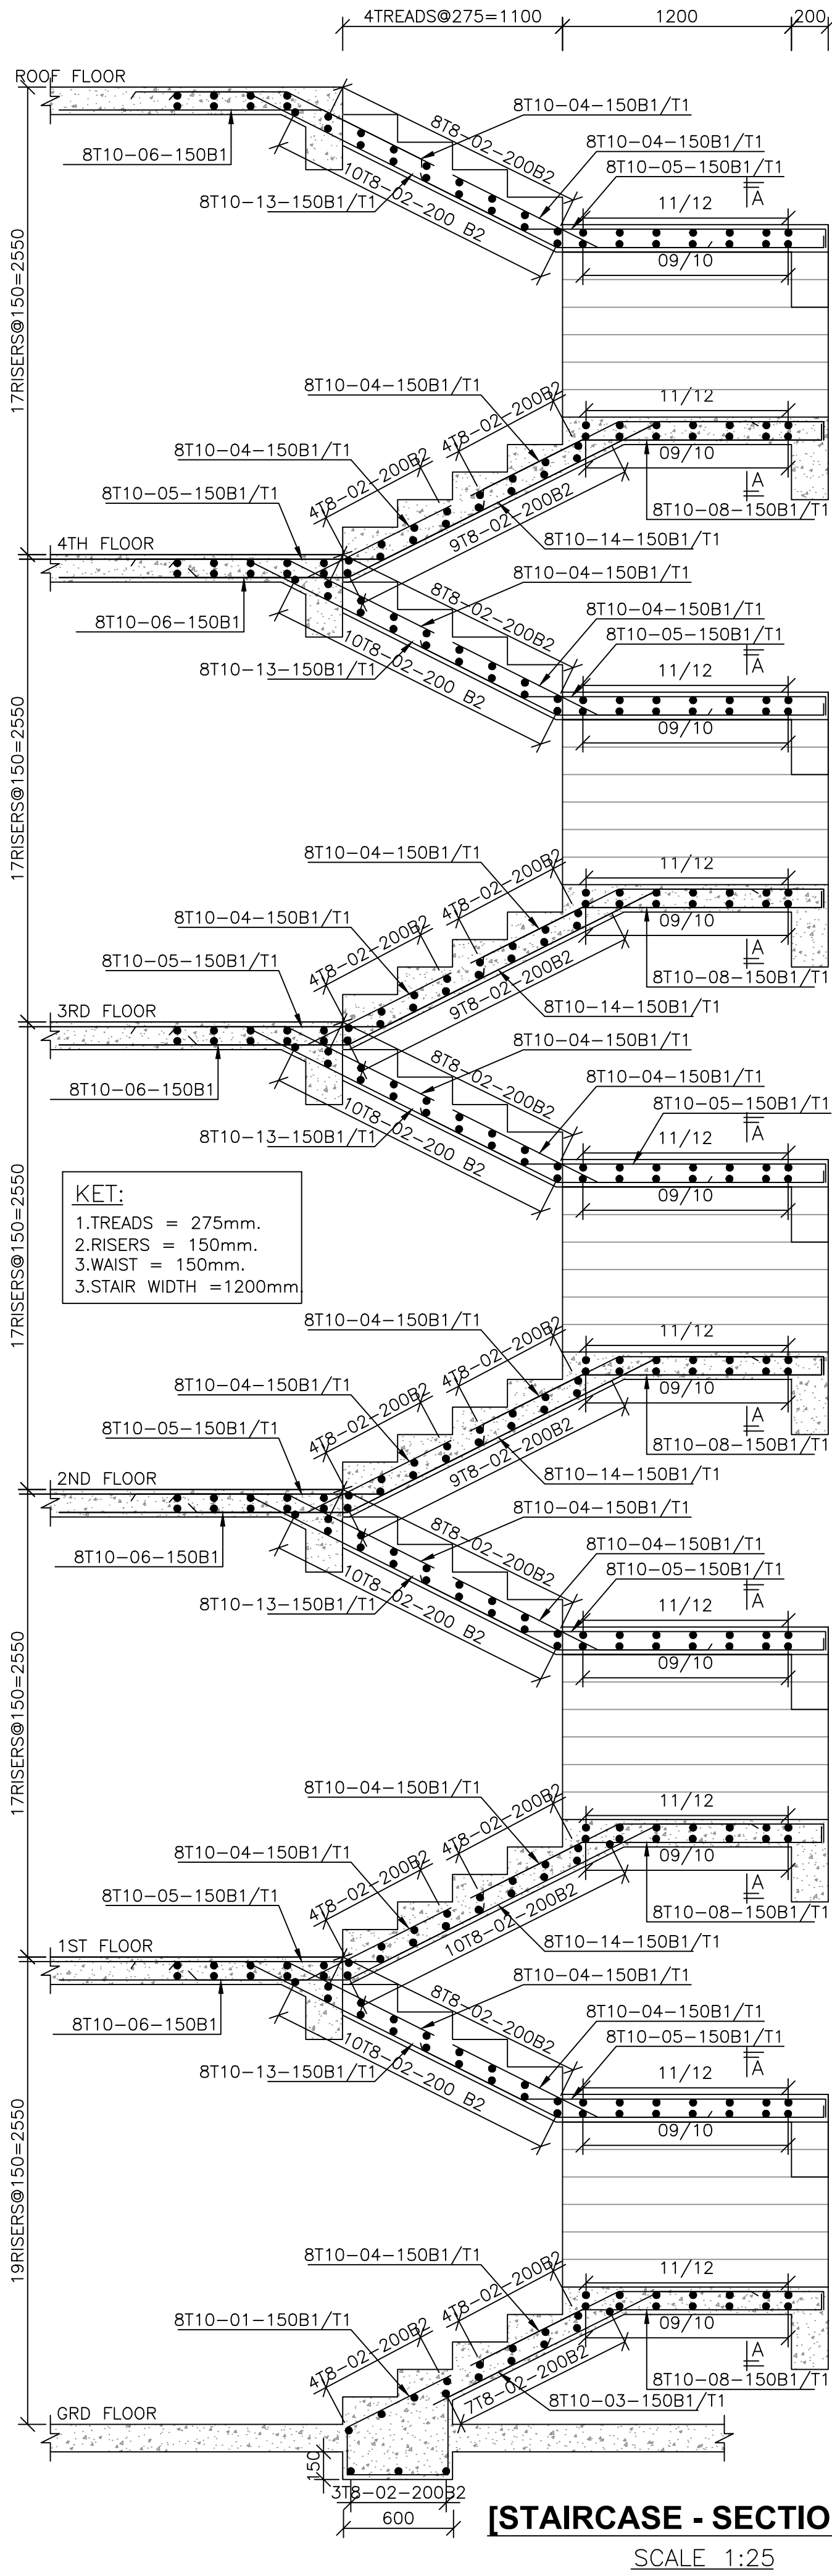 4TREADS@275=1100
1200
200
ROOF FLOOR
8T10-04-150B1/T1
8T8-02-200B2
8T10-04-150B1/T1
8T10-06-150B1
8T10-05-150B1/T1
A
8T10-13-150B1/T1
10T8-02-200 B2
11/12
09/10
17RISERS@150=2550
8T10-04-150B1/T1
4T8-02-200B2
11/12
8T10-04-150B1/T1
4T8-02-200B2
09/10
8T10-05-150B1/T1
9T8-02-200B2
A
8T10-08-150B1/T1
8T10-14-150B1/T1
4TH FLOOR
8T10-04-150B1/T1
8T8-02-200B2
8T10-04-150B1/T1
8T10-06-150B1
8T10-05-150B1/T1
A
8T10-13-150B1/T1
10T8-02-200 B2
11/12
09/10
17RISERS@150=2550
8T10-04-150B1/T1
4T8-02-200B2
11/12
8T10-04-150B1/T1
4T8-02-200B2
09/10
8T10-05-150B1/T1
9T8-02-200B2
A
8T10-08-150B1/T1
8T10-14-150B1/T1
3RD FLOOR
8T10-04-150B1/T1
8T8-02-200B2
8T10-04-150B1/T1
8T10-06-150B1
8T10-05-150B1/T1
A
8T10-13-150B1/T1
10T8-02-200 B2
11/12
09/10
17RISERS@150=2550
KET:
1.TREADS = 275mm.
2.RISERS = 150mm.
3.WAIST = 150mm.
3.STAIR WIDTH =1200mm.
8T10-04-150B1/T1
4T8-02-200B2
11/12
8T10-04-150B1/T1
4T8-02-200B2
09/10
8T10-05-150B1/T1
9T8-02-200B2
A
8T10-08-150B1/T1
8T10-14-150B1/T1
2ND FLOOR
8T10-04-150B1/T1
8T8-02-200B2
8T10-04-150B1/T1
8T10-06-150B1
8T10-05-150B1/T1
A
8T10-13-150B1/T1
10T8-02-200 B2
11/12
09/10
17RISERS@150=2550
8T10-04-150B1/T1
4T8-02-200B2
11/12
8T10-04-150B1/T1
4T8-02-200B2
09/10
8T10-05-150B1/T1
10T8-02-200B2
A
8T10-08-150B1/T1
8T10-14-150B1/T1
1ST FLOOR
8T10-04-150B1/T1
8T8-02-200B2
8T10-04-150B1/T1
8T10-06-150B1
8T10-05-150B1/T1
A
8T10-13-150B1/T1
10T8-02-200 B2
11/12
09/10
19RISERS@150=2550
8T10-04-150B1/T1
4T8-02-200B2
11/12
8T10-01-150B1/T1
4T8-02-200B2
09/10
A
7T8-02-200B2
8T10-08-150B1/T1
8T10-03-150B1/T1
GRD FLOOR
150
3T8-02-200B2
600
[STAIRCASE - SECTIO
SCALE 1:25